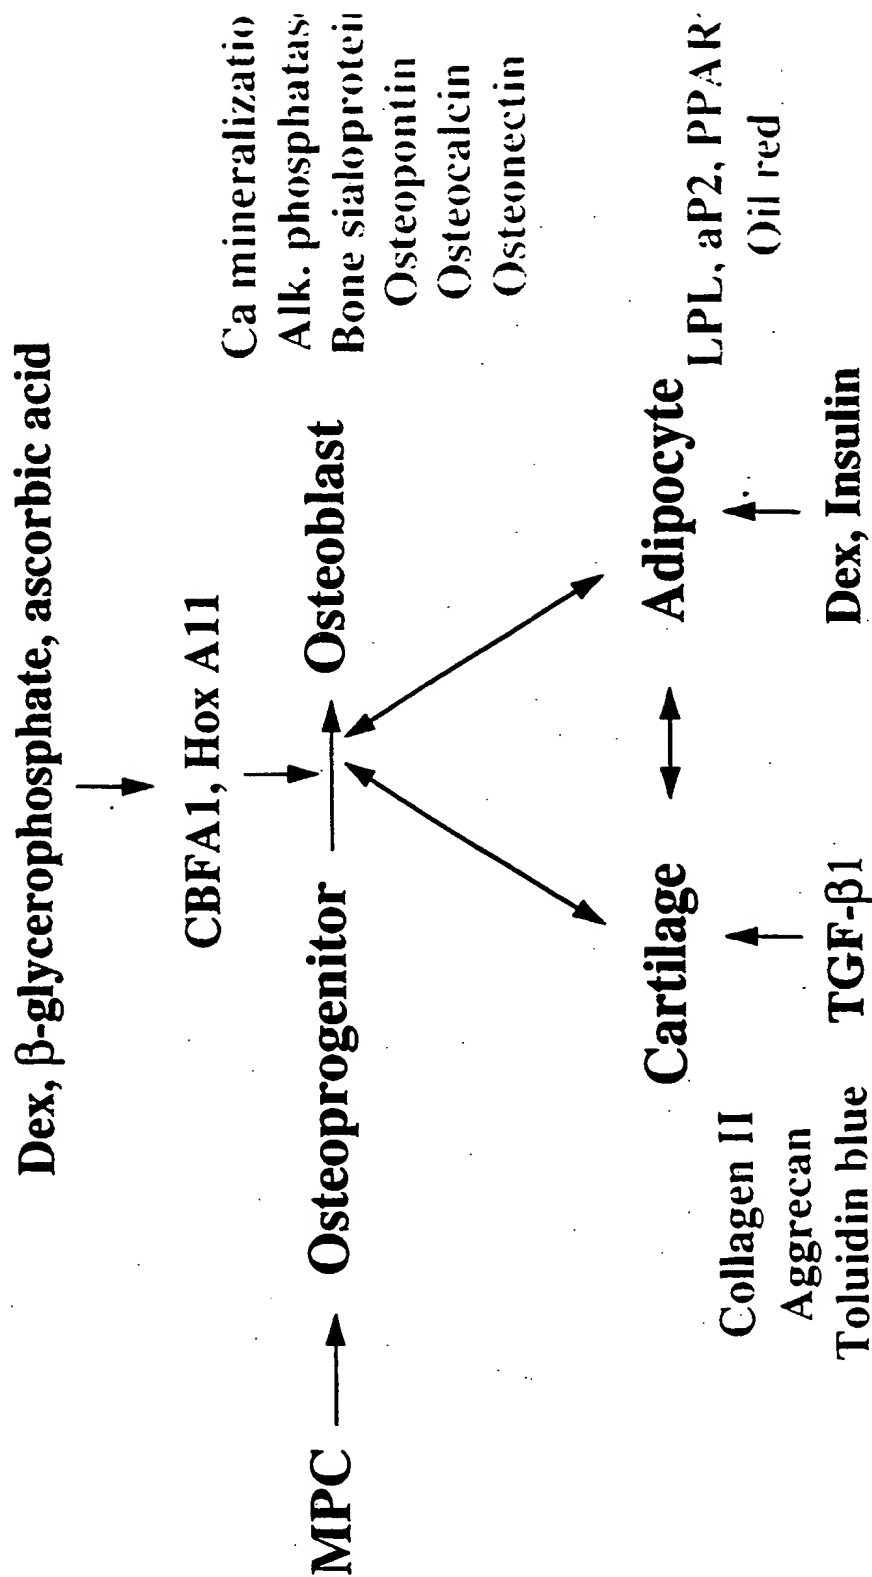 Dex, β-glycerophosphate, ascorbic acid
CBFA1, Hox A11
MPC
Osteoprogenitor
Osteoblast
Ca mineralizatio
Alk. phosphatas
Bone sialoprotei
Osteopontin
Osteocalcin
Osteonectin
Cartilage
Adipocyte
LPL, aP2, PPAR
Oil red
Collagen II
Aggrecan
Toluidin blue
TGF-β1
Dex, Insulin